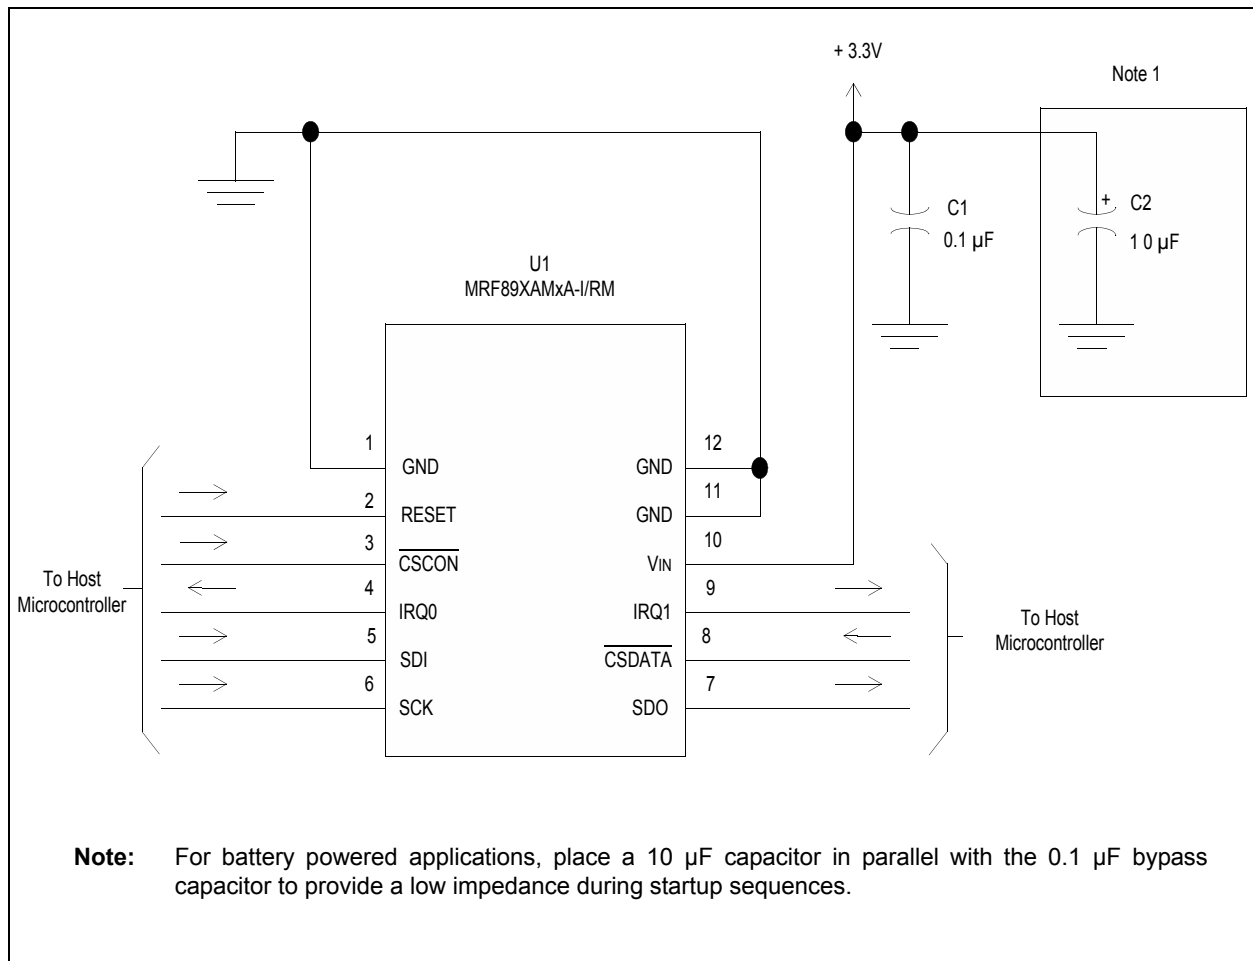 + 3.3V
Note 1
C1
0.1 µF
+
C2
1 0 µF
U1
MRF89XAMxA-I/RM
1
GND
12
GND
2
RESET
11
GND
3
CSCON
10
VIN
4
IRQ0
9
IRQ1
5
SDI
8
CSDATA
6
SCK
7
SDO
To Host
Microcontroller
To Host
Microcontroller
Note: For battery powered applications, place a 10 µF capacitor in parallel with the 0.1 µF bypass
capacitor to provide a low impedance during startup sequences.